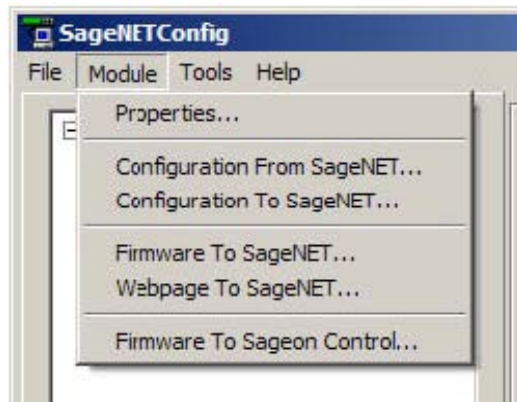 SageNETConfig
File Module Tools Help
Properties...
Configuration From SageNET...
Configuration To SageNET...
Firmware To SageNET...
Webpage To SageNET...
Firmware To Sageon Control...